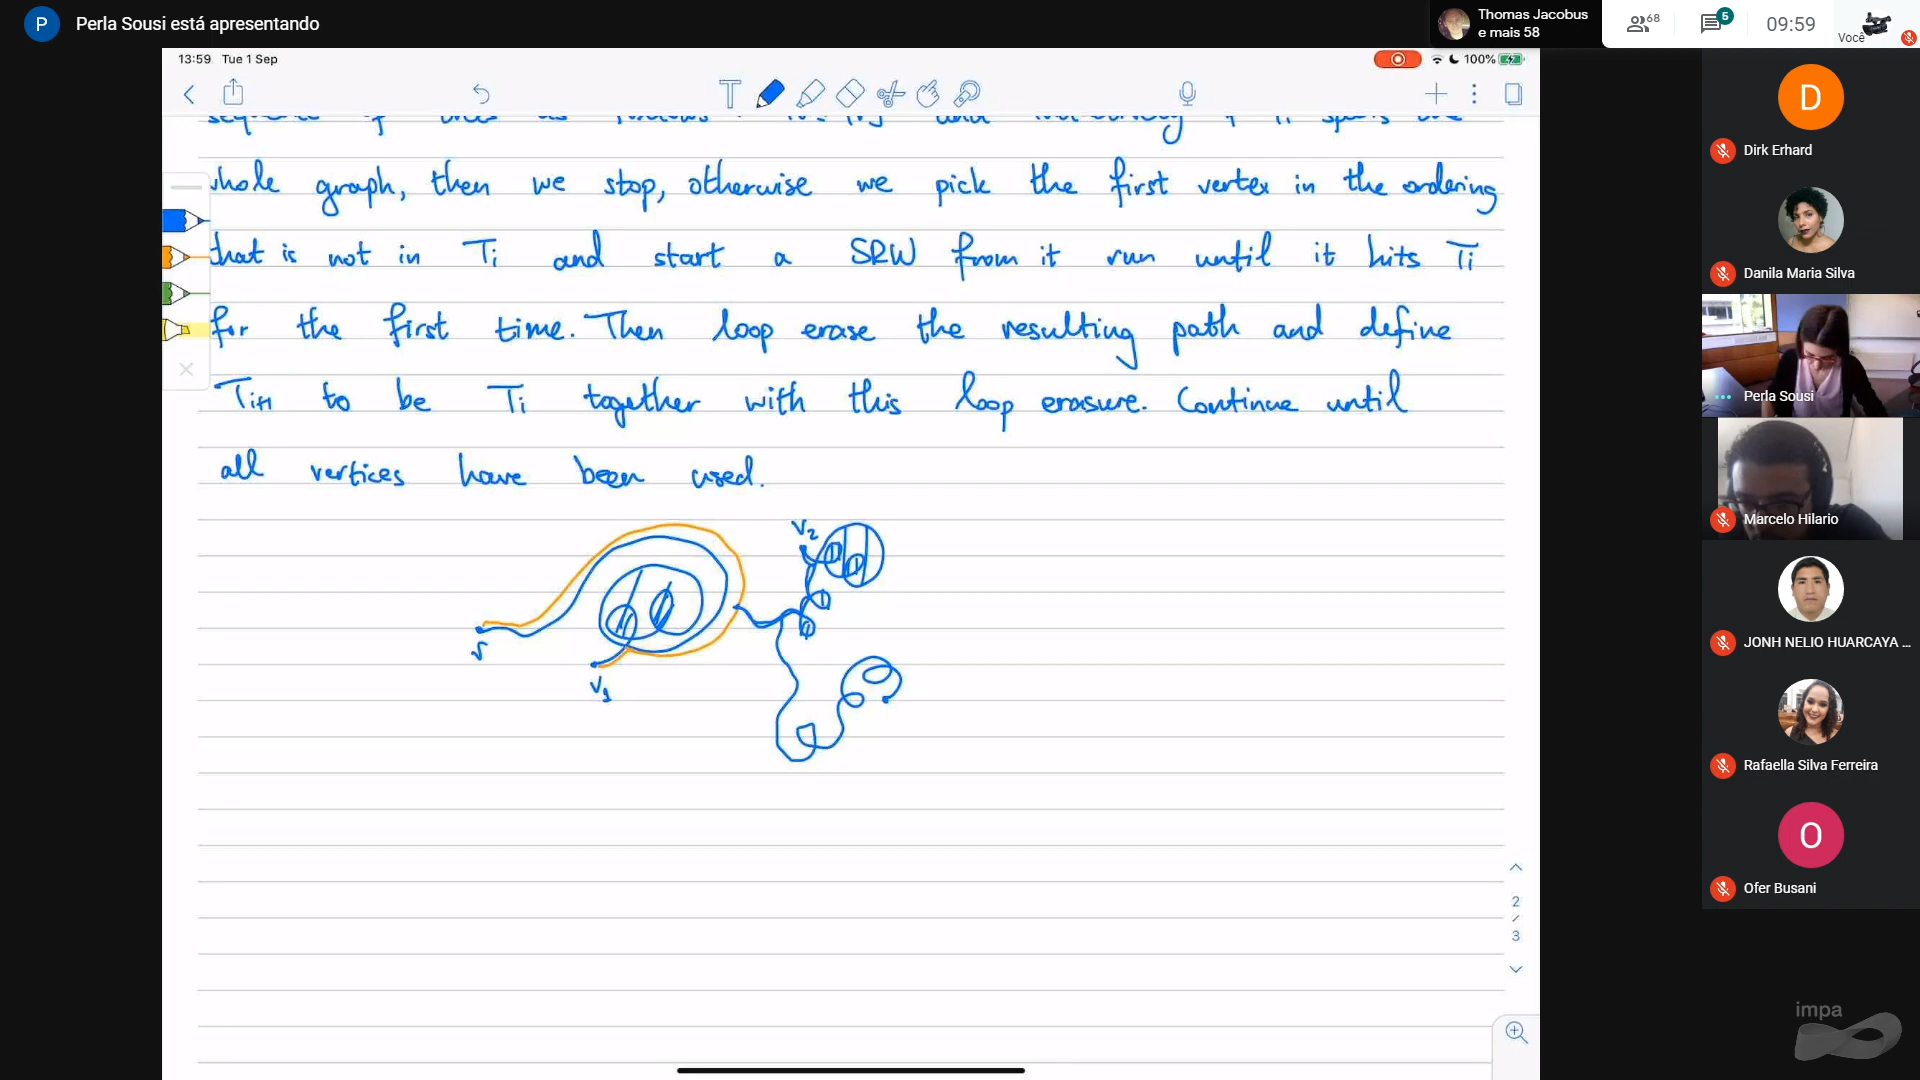 P Perla Sousi está apresentando
Thomas Jacobus
e mais 58
68
5
09:59
Você
13:59 Tue 1 Sep
100%
whole graph, then we stop, otherwise we pick the first vertex in the ordering
that is not in Ti and start a SRW from it run until it hits Ti
for the first time. Then loop erase the resulting path and define
Ti+1 to be Ti together with this loop erasure. Continue until
all vertices have been used.
v2
v1
2
3
D
Dirk Erhard
Danila Maria Silva
Perla Sousi
Marcelo Hilario
JONH NELIO HUARCAYA ...
Rafaella Silva Ferreira
O
Ofer Busani
impa